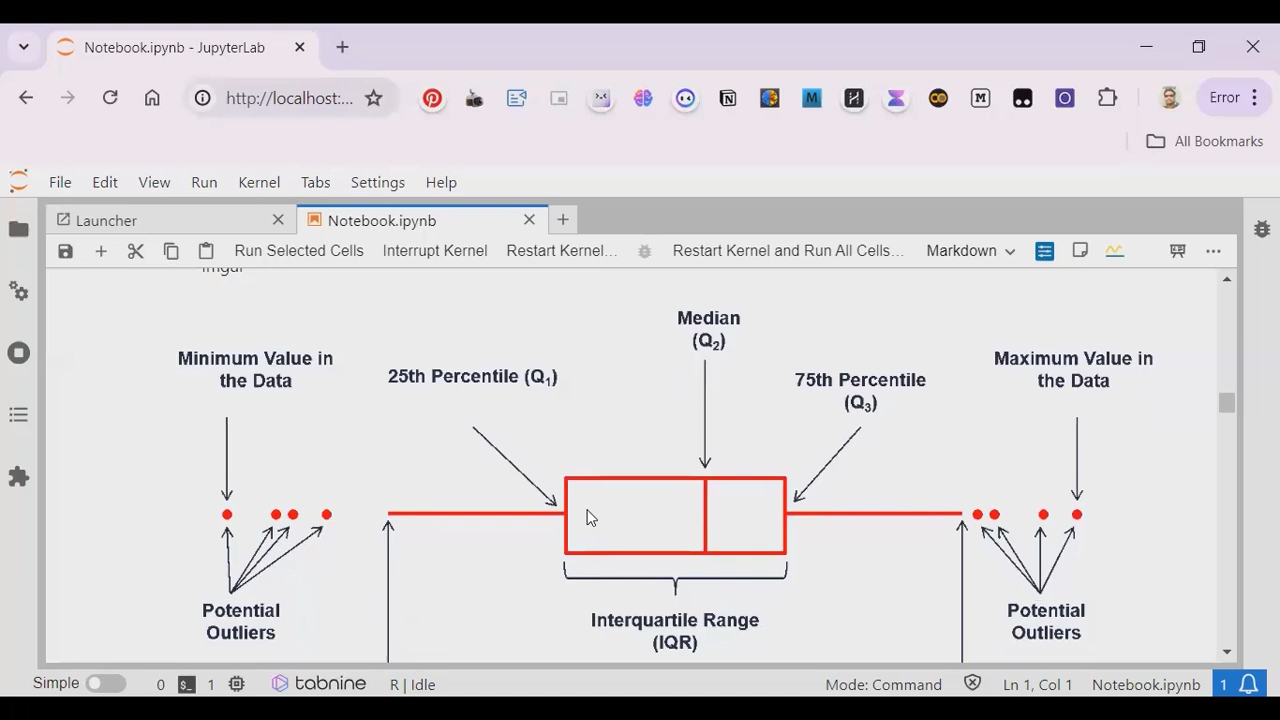 Notebook.ipynb - JupyterLab
http://localhost:...
Error
All Bookmarks
File Edit View Run Kernel Tabs Settings Help
Launcher
Notebook.ipynb
Run Selected Cells Interrupt Kernel Restart Kernel... Restart Kernel and Run All Cells... Markdown
Imgur
Median
(Q2)
Minimum Value in
the Data
25th Percentile (Q1)
75th Percentile
(Q3)
Maximum Value in
the Data
Potential
Outliers
Interquartile Range
(IQR)
Potential
Outliers
Simple 0 1 tabnine R | Idle Mode: Command Ln 1, Col 1 Notebook.ipynb 1